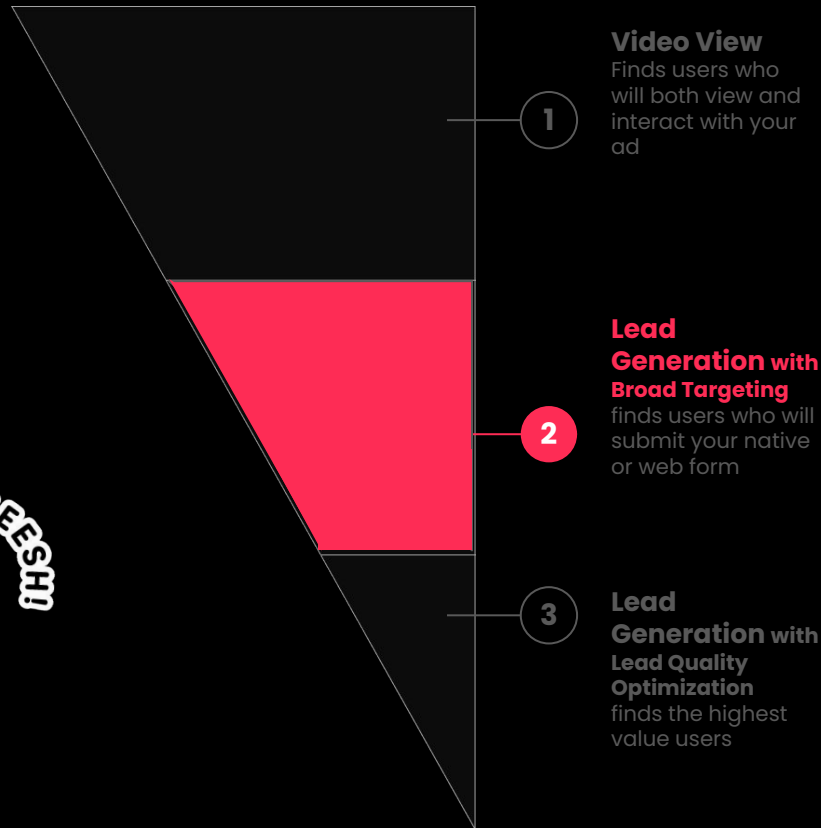 Video View
Finds users who
will both view and
interact with your
ad
1
Lead
Generation with
Broad Targeting
finds users who will
submit your native
or web form
2
Lead
Generation with
Lead Quality
Optimization
finds the highest
value users
3